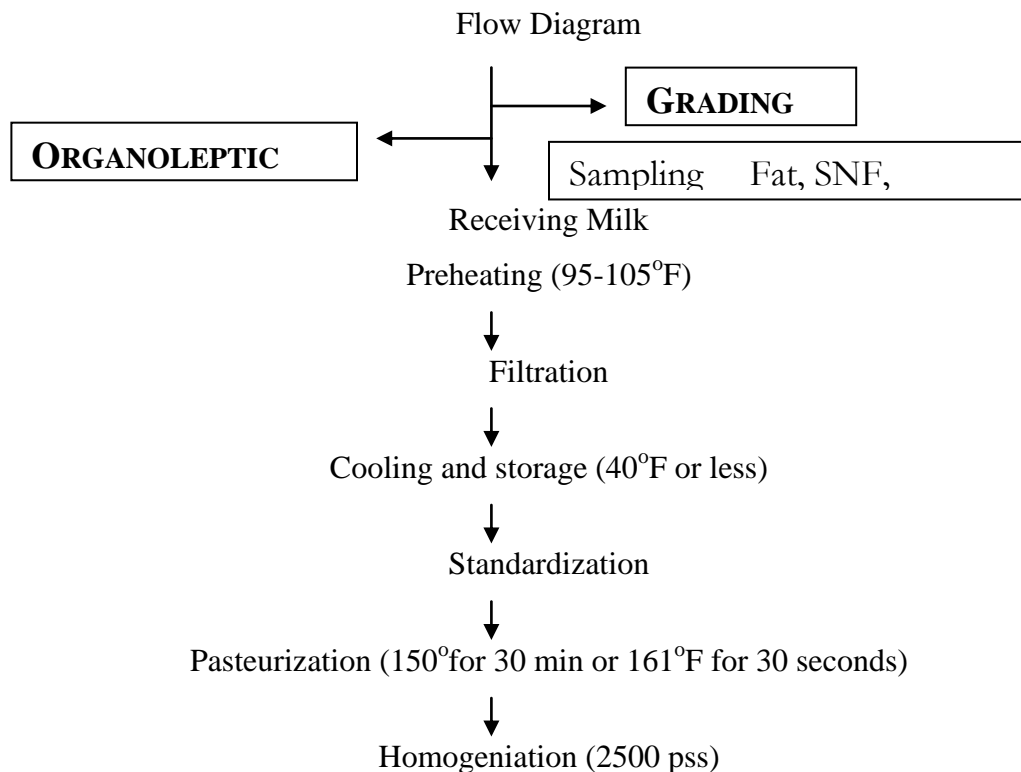 Flow Diagram
GRADING
ORGANOLEPTIC
Sampling Fat, SNF,
Receiving Milk
Preheating (95-105°F)
Filtration
Cooling and storage (40°F or less)
Standardization
Pasteurization (150°for 30 min or 161°F for 30 seconds)
Homogeniation (2500 pss)